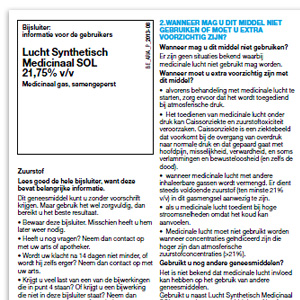 Bijsluiter:
informatie voor de gebruikers
Lucht Synthetisch
Medicinaal SOL
21,75% v/v
Medicinaal gas, samengeperst
Zuurstof
Lees goed de hele bijsluiter, want deze
bevat belangrijke informatie.
Dit geneesmiddel kunt u zonder voorschrift
krijgen. Maar gebruik het wel zorgvuldig, dan
bereikt u het beste resultaat.
• Bewaar deze bijsluiter. Misschien heeft u hem
later weer nodig.
• Heeft u nog vragen? Neem dan contact op
met uw arts of apotheker.
• Wordt uw klacht na 14 dagen niet minder, of
wordt hij zelfs erger? Neem dan contact op met
uw arts.
• Krijgt u veel last van een van de bijwerkingen
die in punt 4 staan? Of krijgt u een bijwerking
die niet in deze bijsluiter staat? Neem dan
2.WANNEER MAG U DIT MIDDEL NIET
GEBRUIKEN OF MOET U EXTRA
VOORZICHTIG ZIJN?
Wanneer mag u dit middel niet gebruiken?
Er zijn geen situaties bekend waarbij
medicinale lucht niet gebruikt mag worden.
Wanneer moet u extra voorzichtig zijn met
dit middel?
• alvorens behandeling met medicinale lucht te
starten, zorg ervoor dat het wordt toegediend
bij atmosferische druk.
• Het toedienen van medicinale lucht onder
druk kan Caissonziekte en zuurstoftoxiciteit
veroorzaken. Caissonziekte is een ziektebeeld
dat voorkomt bij de overgang van overdruk
naar normale druk en dat gepaard gaat met
hoofdpijn, misselijkheid, verwardheid, en soms
verlammingen en bewusteloosheid (en zelfs de
dood).
• wanneer medicinale lucht met andere
inhaleerbare gassen wordt vermengd. Er dient
steeds voldoende zuurstof (ten minste 21%
v/v) in dit gasmengsel aanwezig te zijn.
• als u medicinale lucht toedient bij hoge
stroomsnelheden omdat het koud kan
aanvoelen.
• Medicinale lucht moet niet gebruikt worden
wanneer concentraties geïndiceerd zijn die
hoger zijn dan atmosferische
zuurstofconcentraties (>21%).
Gebruikt u nog andere geneesmiddelen?
Het is niet bekend dat medicinale lucht invloed
kan hebben op het gebruik van andere
geneesmiddelen.
Gebruikt u naast Lucht Synthetisch Medicinaal